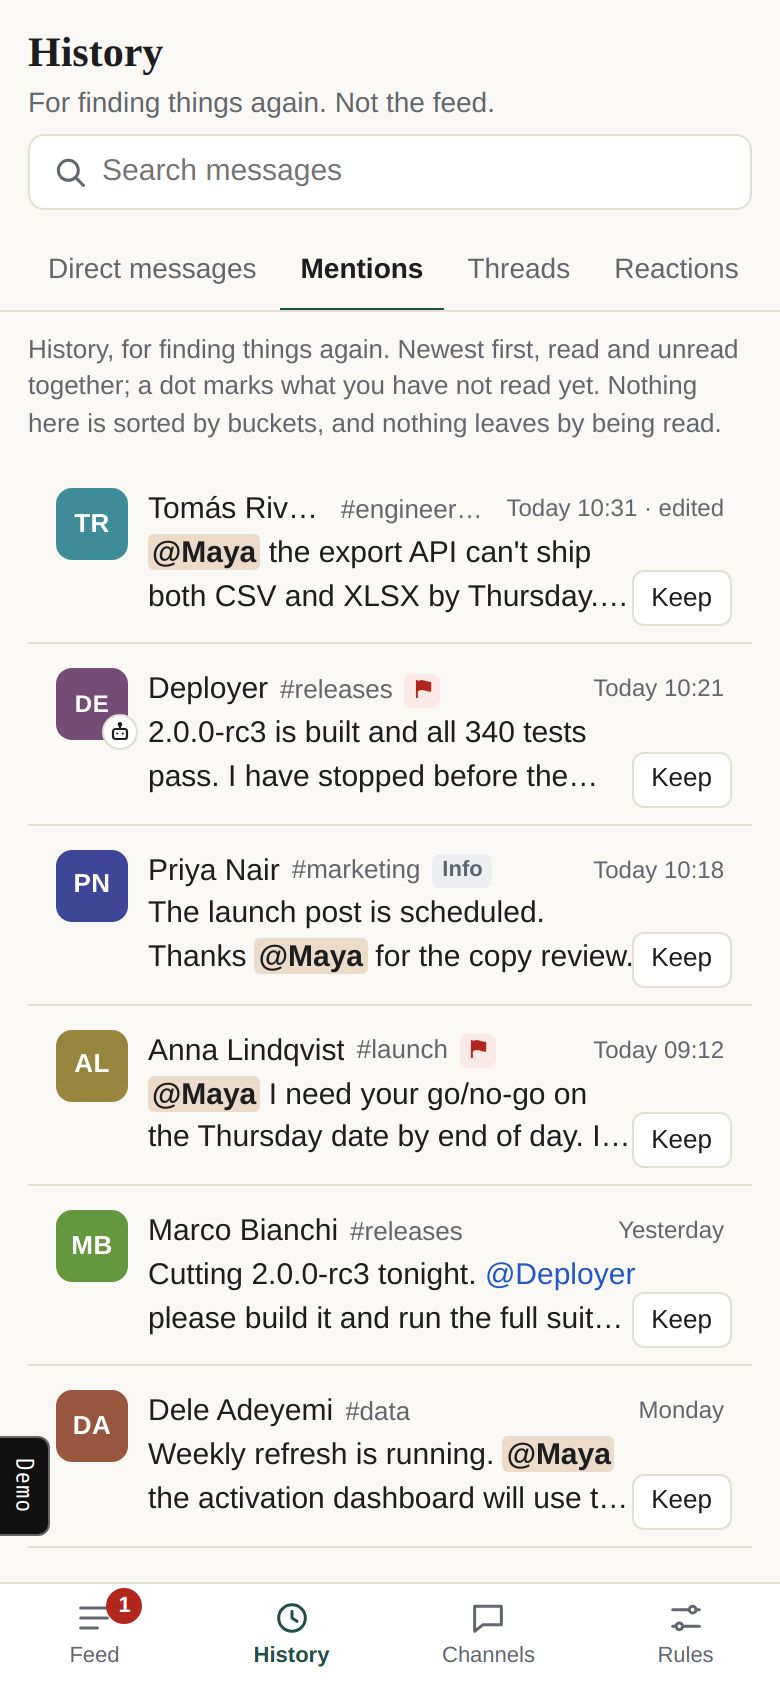 History
For finding things again. Not the feed.
Search messages
Direct messages Mentions Threads Reactions
History, for finding things again. Newest first, read and unread
together; a dot marks what you have not read yet. Nothing
here is sorted by buckets, and nothing leaves by being read.
TR Tomás Riv… #engineer… Today 10:31 · edited
@Maya the export API can't ship
both CSV and XLSX by Thursday.… Keep
DE Deployer #releases Today 10:21
2.0.0-rc3 is built and all 340 tests
pass. I have stopped before the… Keep
PN Priya Nair #marketing Info Today 10:18
The launch post is scheduled.
Thanks @Maya for the copy review. Keep
AL Anna Lindqvist #launch Today 09:12
@Maya I need your go/no-go on
the Thursday date by end of day. I… Keep
MB Marco Bianchi #releases Yesterday
Cutting 2.0.0-rc3 tonight. @Deployer
please build it and run the full suit… Keep
DA Dele Adeyemi #data Monday
Weekly refresh is running. @Maya
the activation dashboard will use t… Keep
Demo
1
Feed History Channels Rules